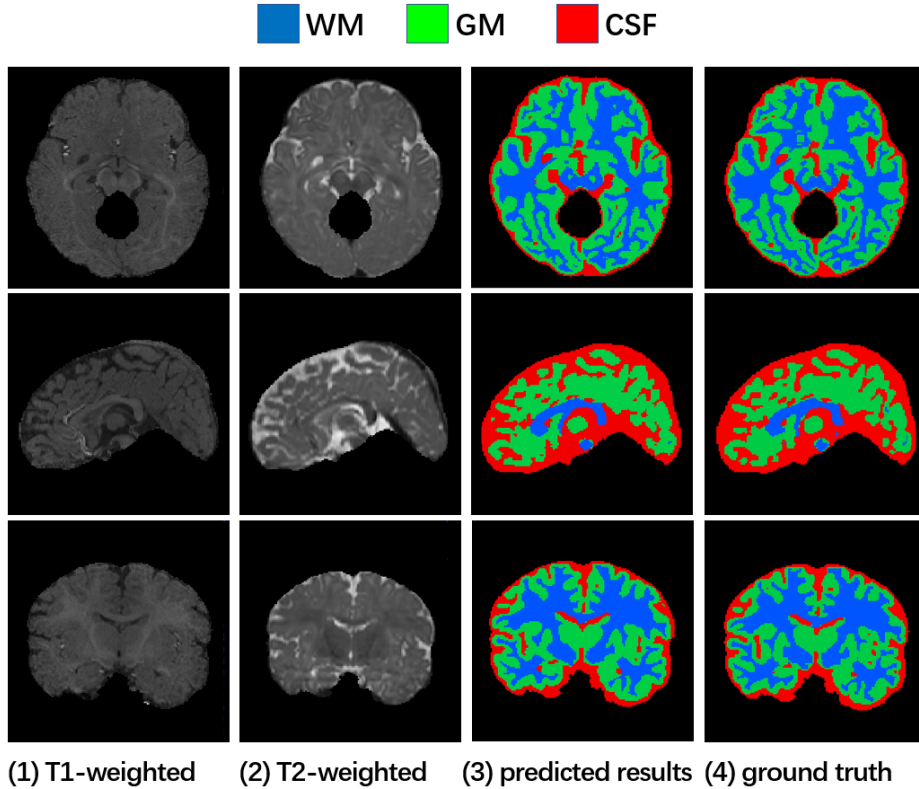 WM GM CSF
(1) T1-weighted (2) T2-weighted (3) predicted results (4) ground truth